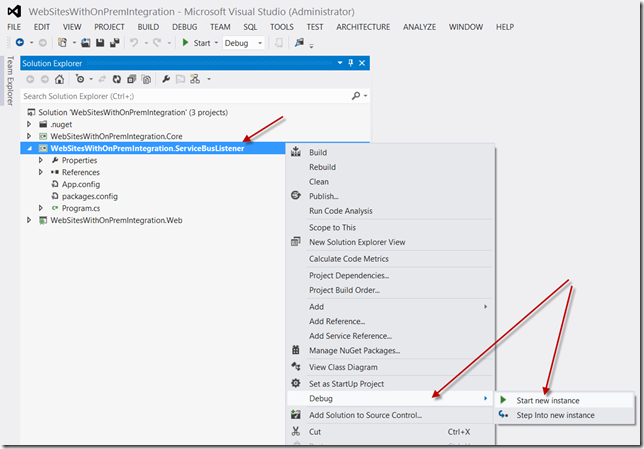 WebSitesWithOnPremIntegration - Microsoft Visual Studio (Administrator)
FILE EDIT VIEW PROJECT BUILD DEBUG TEAM SQL TOOLS TEST ARCHITECTURE ANALYZE WINDOW HELP
Start Debug
Team Explorer
Solution Explorer
Search Solution Explorer (Ctrl+;)
Solution 'WebSitesWithOnPremIntegration' (3 projects)
.nuget
WebSitesWithOnPremIntegration.Core
WebSitesWithOnPremIntegration.ServiceBusListener
Properties
References
App.config
packages.config
Program.cs
WebSitesWithOnPremIntegration.Web
Build
Rebuild
Clean
Publish...
Run Code Analysis
Scope to This
New Solution Explorer View
Calculate Code Metrics
Project Dependencies...
Project Build Order...
Add
Add Reference...
Add Service Reference...
Manage NuGet Packages...
View Class Diagram
Set as StartUp Project
Debug
Start new instance
Step Into new instance
Add Solution to Source Control...
Cut Ctrl+X